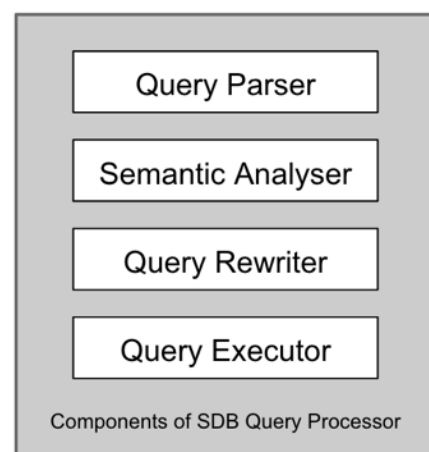 Query Parser
Semantic Analyser
Query Rewriter
Query Executor
Components of SDB Query Processor